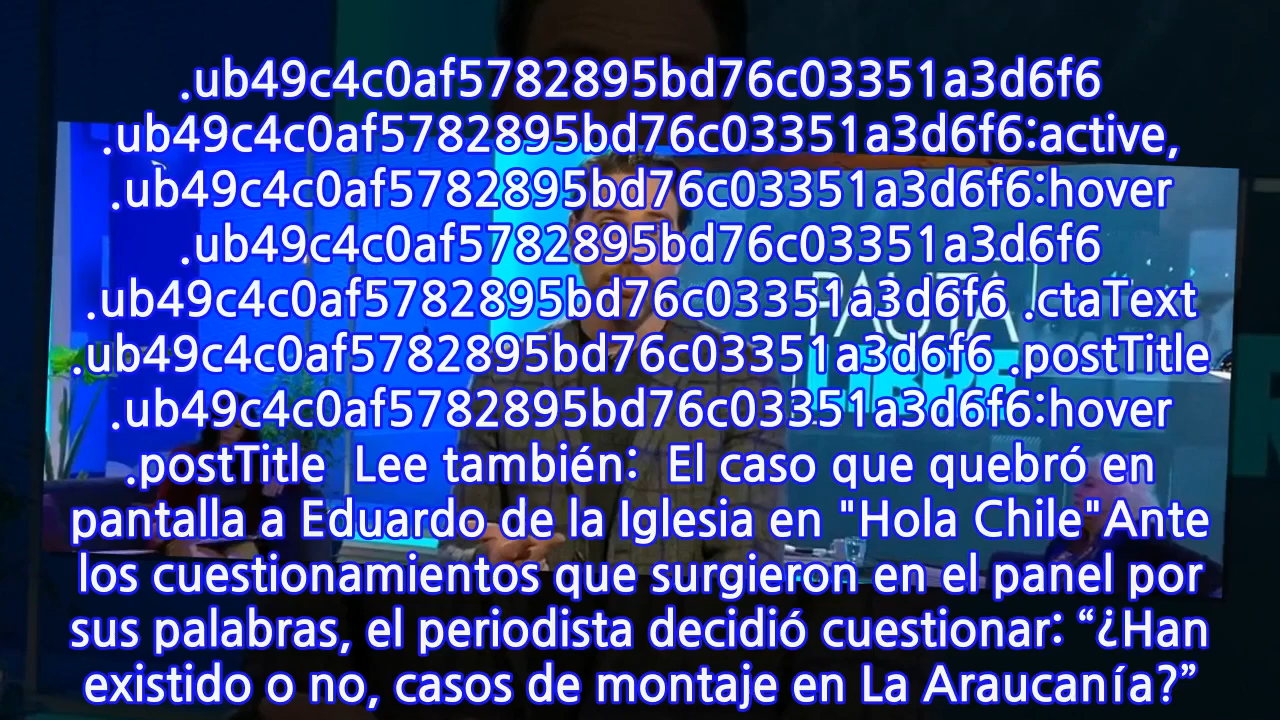 .ub49c4c0af5782895bd76c03351a3d6f6
.ub49c4c0af5782895bd76c03351a3d6f6:active,
.ub49c4c0af5782895bd76c03351a3d6f6:hover
.ub49c4c0af5782895bd76c03351a3d6f6
.ub49c4c0af5782895bd76c03351a3d6f6 .ctaText
.ub49c4c0af5782895bd76c03351a3d6f6 .postTitle
.ub49c4c0af5782895bd76c03351a3d6f6:hover
.postTitle  Lee también:  El caso que quebró en
pantalla a Eduardo de la Iglesia en "Hola Chile"Ante
los cuestionamientos que surgieron en el panel por
sus palabras, el periodista decidió cuestionar: “¿Han
existido o no, casos de montaje en La Araucanía?”
PAUTA
LIBRE